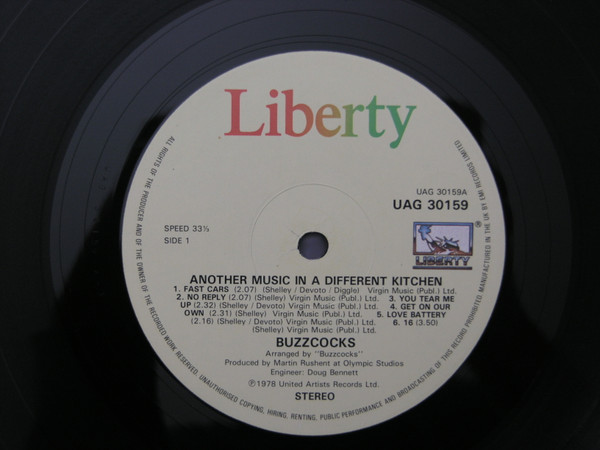 Liberty
UAG 30159A
UAG 30159
SPEED 33⅓
SIDE 1
LIBERTY
ANOTHER MUSIC IN A DIFFERENT KITCHEN
1. FAST CARS (2.07) (Shelley / Devoto / Diggle) Virgin Music (Publ.) Ltd.
2. NO REPLY (2.07) (Shelley) Virgin Music (Publ.) Ltd. 3. YOU TEAR ME
UP (2.32) (Shelley / Devoto) Virgin Music (Publ.) Ltd. 4. GET ON OUR
OWN (2.31) (Shelley) Virgin Music (Publ.) Ltd. 5. LOVE BATTERY
(2.16) (Shelley / Devoto) Virgin Music (Publ.) Ltd. 6. 16 (3.50)
(Shelley) Virgin Music (Publ.) Ltd.
BUZZCOCKS
Arranged by "Buzzcocks"
Produced by Martin Rushent at Olympic Studios
Engineer: Doug Bennett
℗1978 United Artists Records Ltd.
STEREO
ALL RIGHTS OF THE PRODUCER AND OF THE OWNER OF THE RECORDED WORK RESERVED. UNAUTHORISED COPYING, HIRING, RENTING, PUBLIC PERFORMANCE AND BROADCASTING OF THIS RECORD PROHIBITED. MANUFACTURED IN THE UK BY EMI RECORDS LIMITED